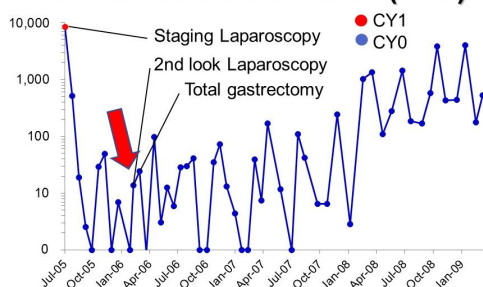 CY1
CY0
10,000
1,000
100
10
0
Staging Laparoscopy
2nd look Laparoscopy
Total gastrectomy
Jul-05
Oct-05
Jan-06
Apr-06
Jul-06
Oct-06
Jan-07
Apr-07
Jul-07
Oct-07
Jan-08
Apr-08
Jul-08
Oct-08
Jan-09